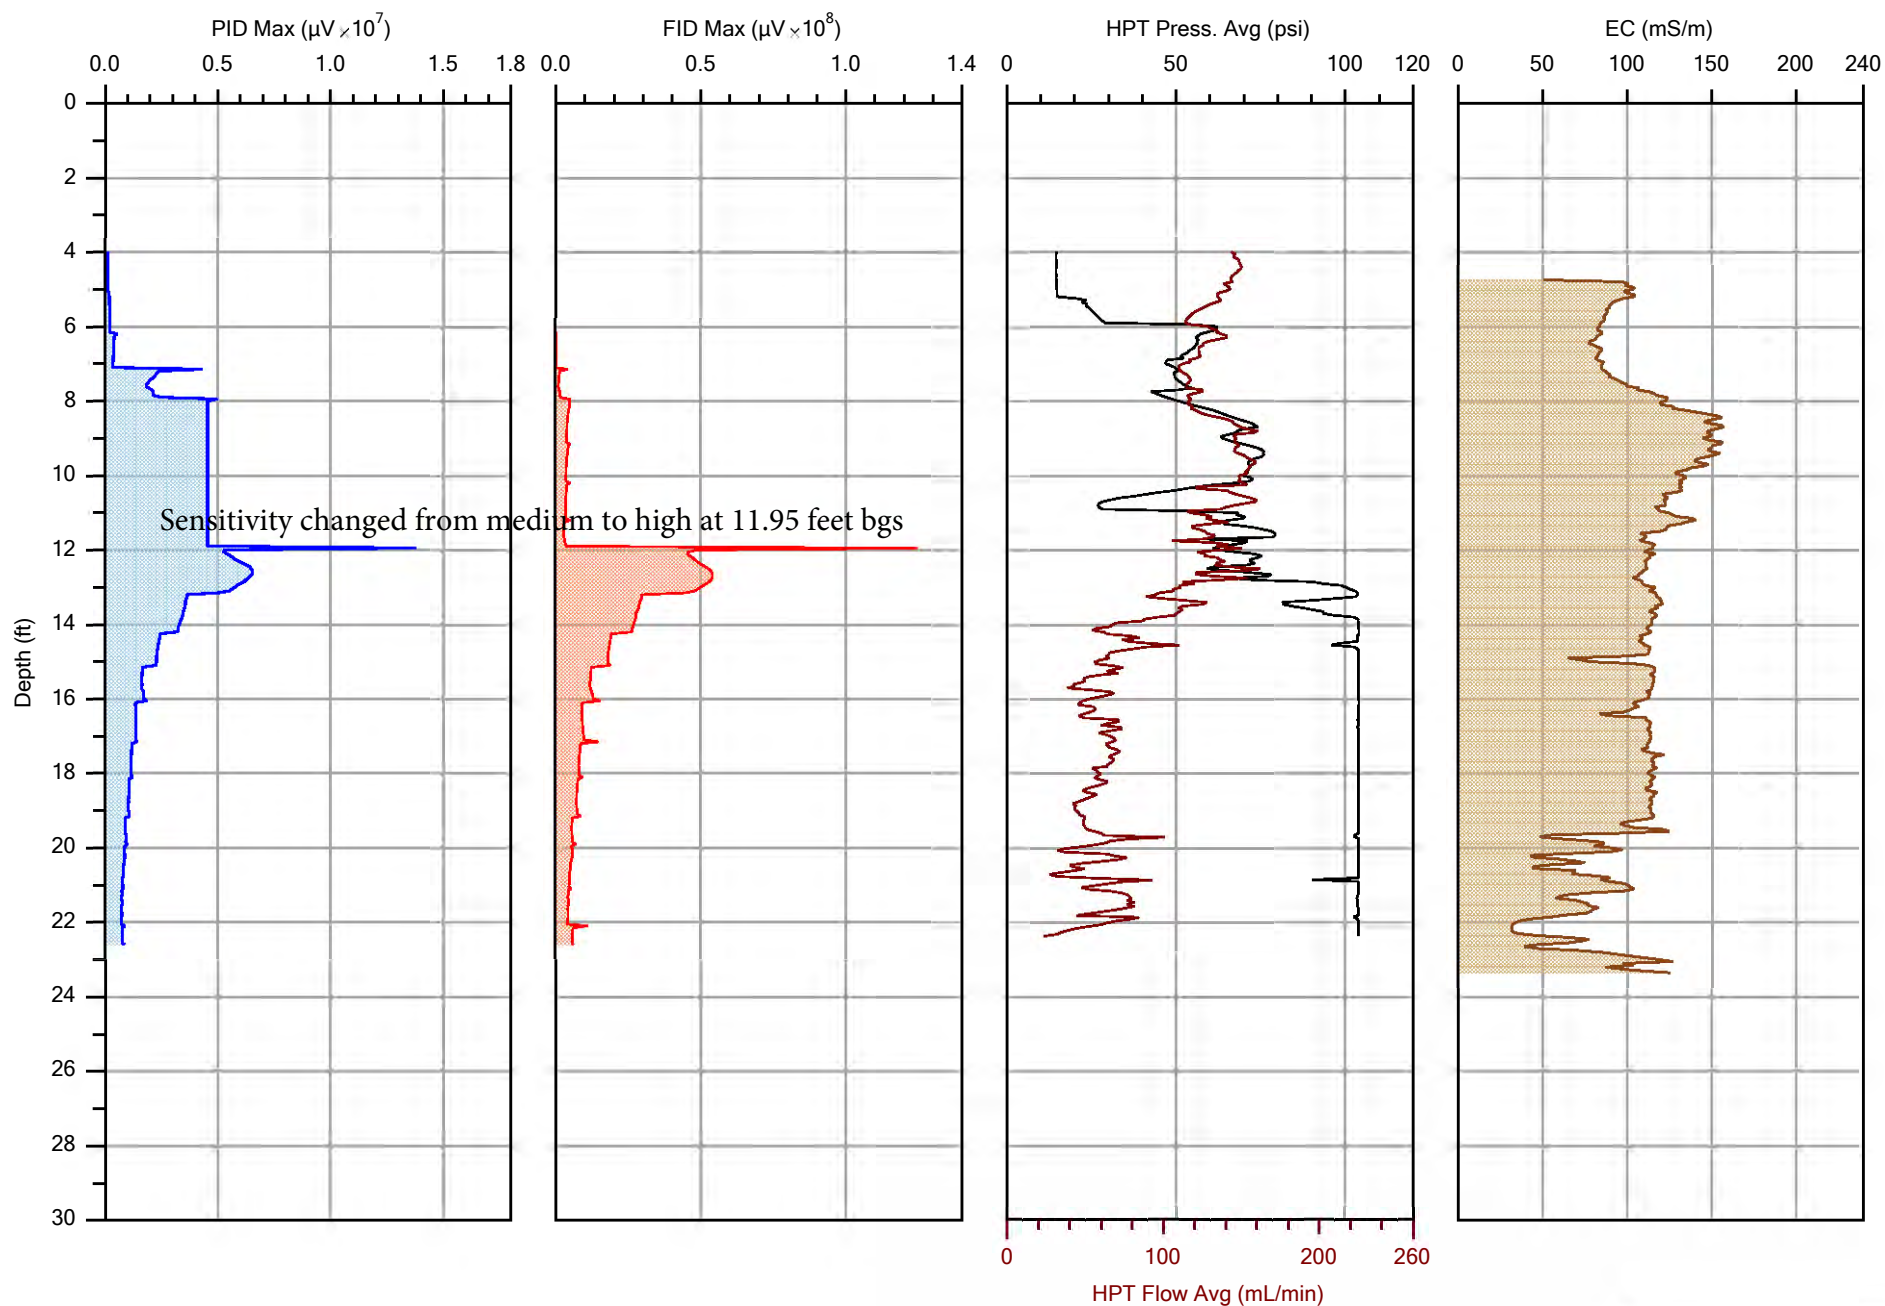 PID Max (µV ×10⁷) FID Max (µV ×10⁸) HPT Press. Avg (psi) EC (mS/m)
0.0 0.5 1.0 1.5 1.8 0.0 0.5 1.0 1.4 0 50 100 120 0 50 100 150 200 240
0
2
4
6
8
10
Sensitivity changed from medium to high at 11.95 feet bgs
12
14
Depth (ft)
16
18
20
22
24
26
28
30
0 100 200 260
HPT Flow Avg (mL/min)